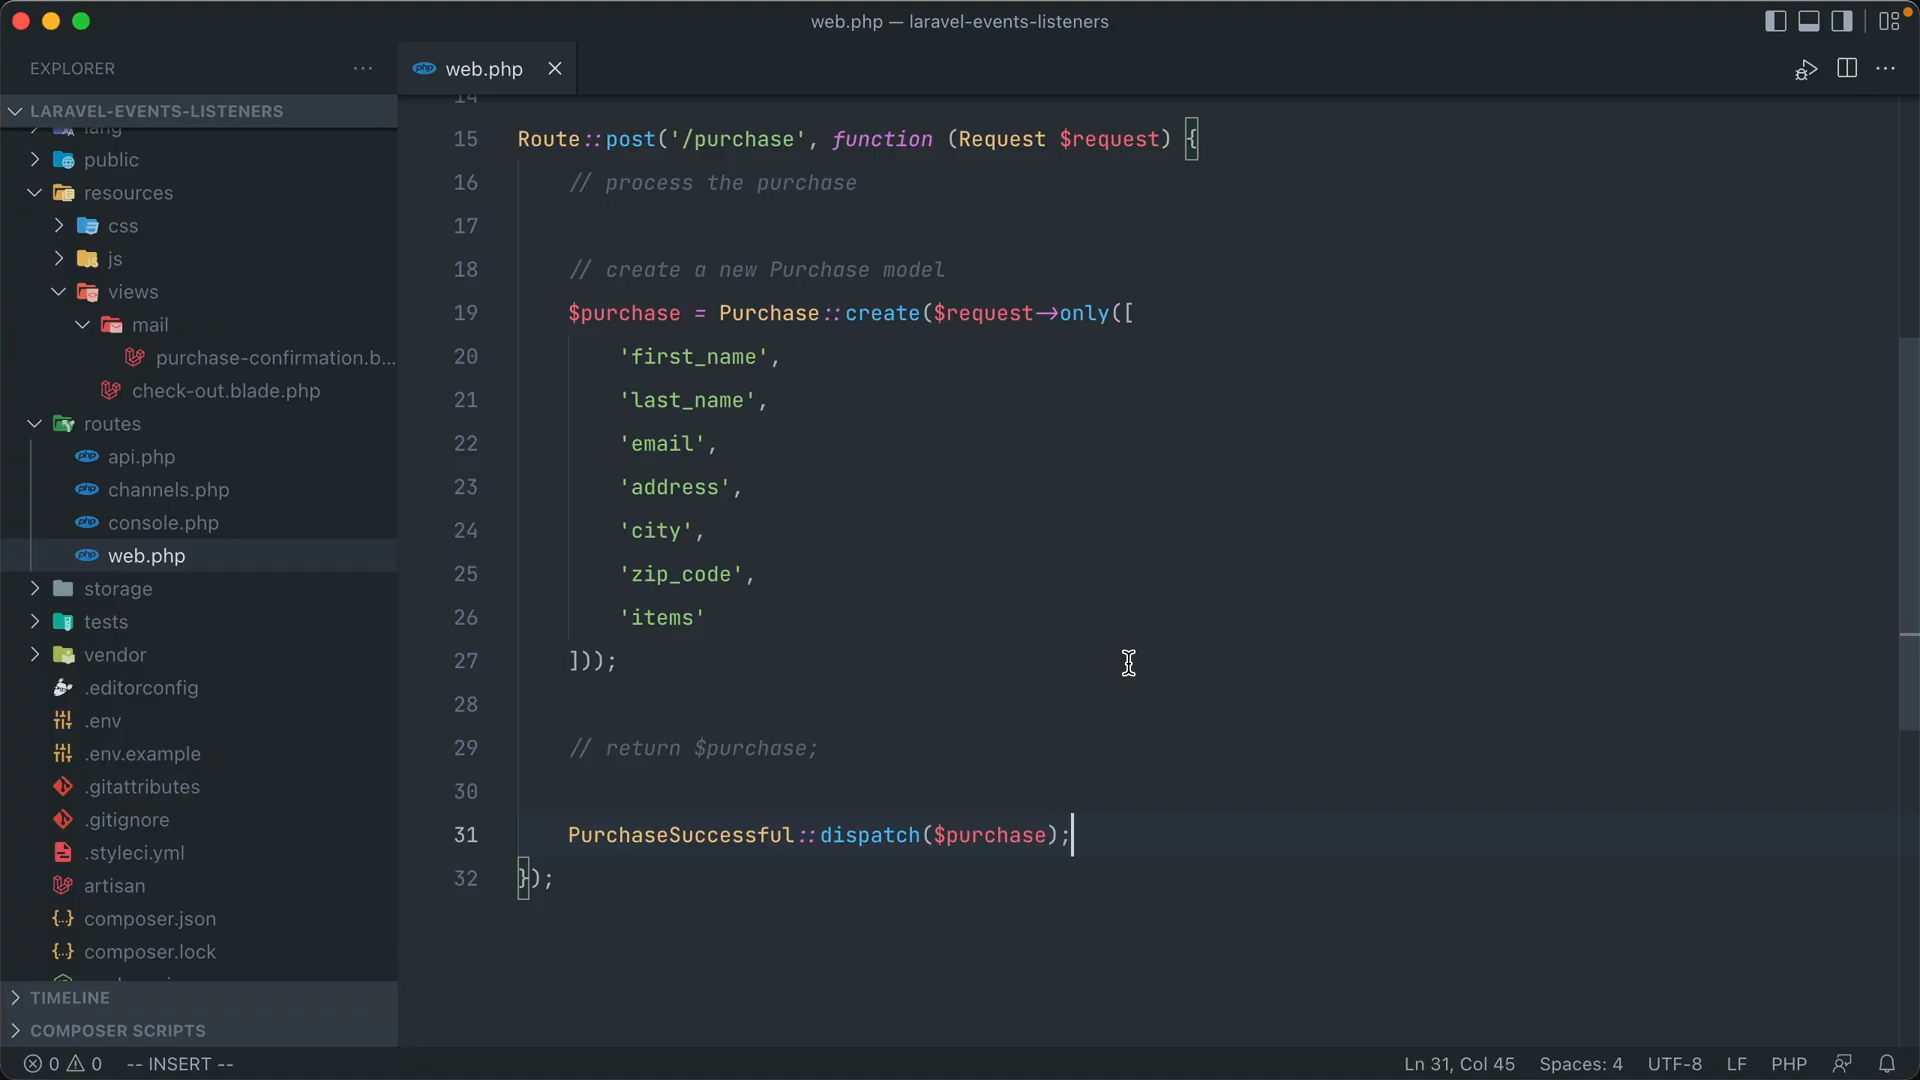 web.php — laravel-events-listeners
EXPLORER
LARAVEL-EVENTS-LISTENERS
lang
public
resources
css
js
views
mail
purchase-confirmation.b...
check-out.blade.php
routes
api.php
channels.php
console.php
web.php
storage
tests
vendor
.editorconfig
.env
.env.example
.gitattributes
.gitignore
.styleci.yml
artisan
composer.json
composer.lock
TIMELINE
COMPOSER SCRIPTS
web.php
14
15 Route::post('/purchase', function (Request $request) {
16 // process the purchase
17
18 // create a new Purchase model
19 $purchase = Purchase::create($request->only([
20 'first_name',
21 'last_name',
22 'email',
23 'address',
24 'city',
25 'zip_code',
26 'items'
27 ]));
28
29 // return $purchase;
30
31 PurchaseSuccessful::dispatch($purchase);
32 });
0 0 -- INSERT --
Ln 31, Col 45 Spaces: 4 UTF-8 LF PHP